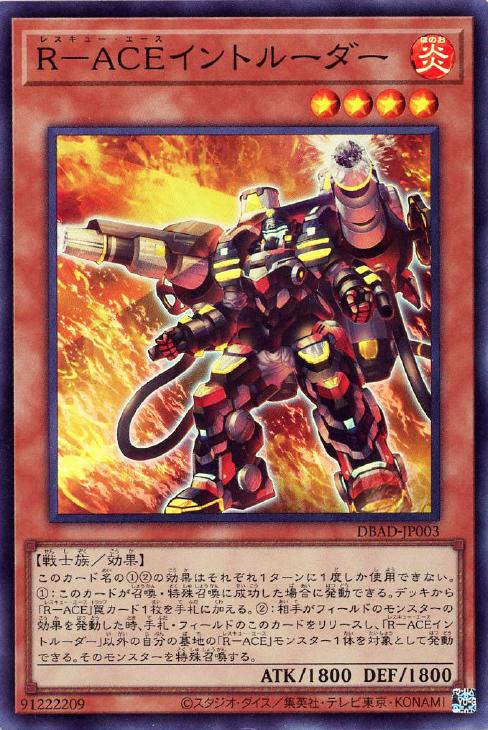 レスキュー・エース
R-ACEイントルーダー
ほのお
炎
DBAD-JP003
せんしぞく こうか
【戦士族／効果】
このカード名の①②の効果はそれぞれ1ターンに1度しか使用できない。
①：このカードが召喚・特殊召喚に成功した場合に発動できる。デッキから
「R-ACE」罠カード1枚を手札に加える。②：相手がフィールドのモンスターの
効果を発動した時、手札・フィールドのこのカードをリリースし、「R-ACEイン
トルーダー」以外の自分の墓地の「R-ACE」モンスター1体を対象として発動
できる。そのモンスターを特殊召喚する。
ATK/1800 DEF/1800
91222209
©スタジオ・ダイス/集英社・テレビ東京・KONAMI